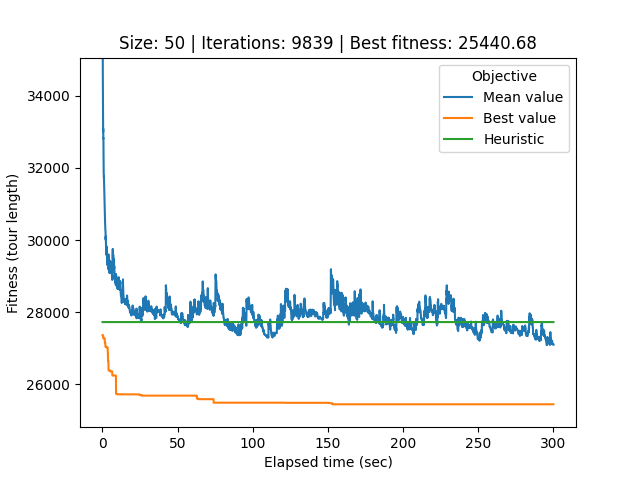 Size: 50 | Iterations: 9839 | Best fitness: 25440.68
Objective
Mean value
Best value
Heuristic
Fitness (tour length)
34000
32000
30000
28000
26000
0 50 100 150 200 250 300
Elapsed time (sec)